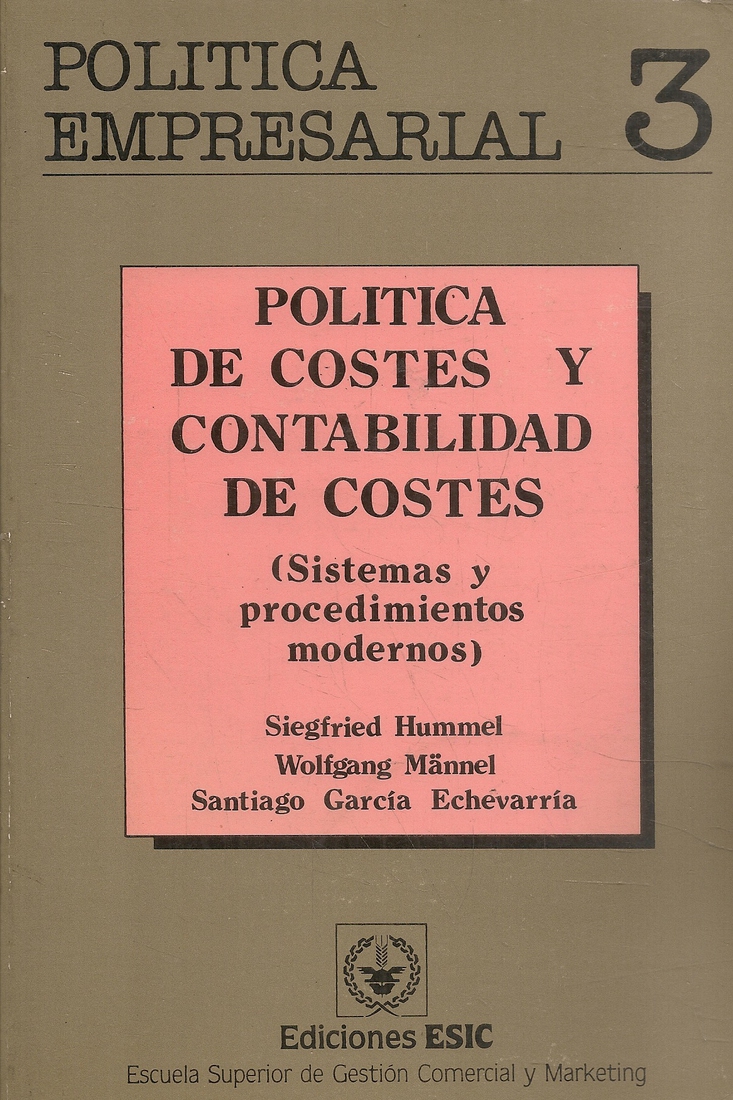 POLITICA
EMPRESARIAL 3
POLITICA
DE COSTES Y
CONTABILIDAD
DE COSTES
(Sistemas y
procedimientos
modernos)
Siegfried Hummel
Wolfgang Männel
Santiago García Echevarría
Ediciones ESIC
Escuela Superior de Gestión Comercial y Marketing